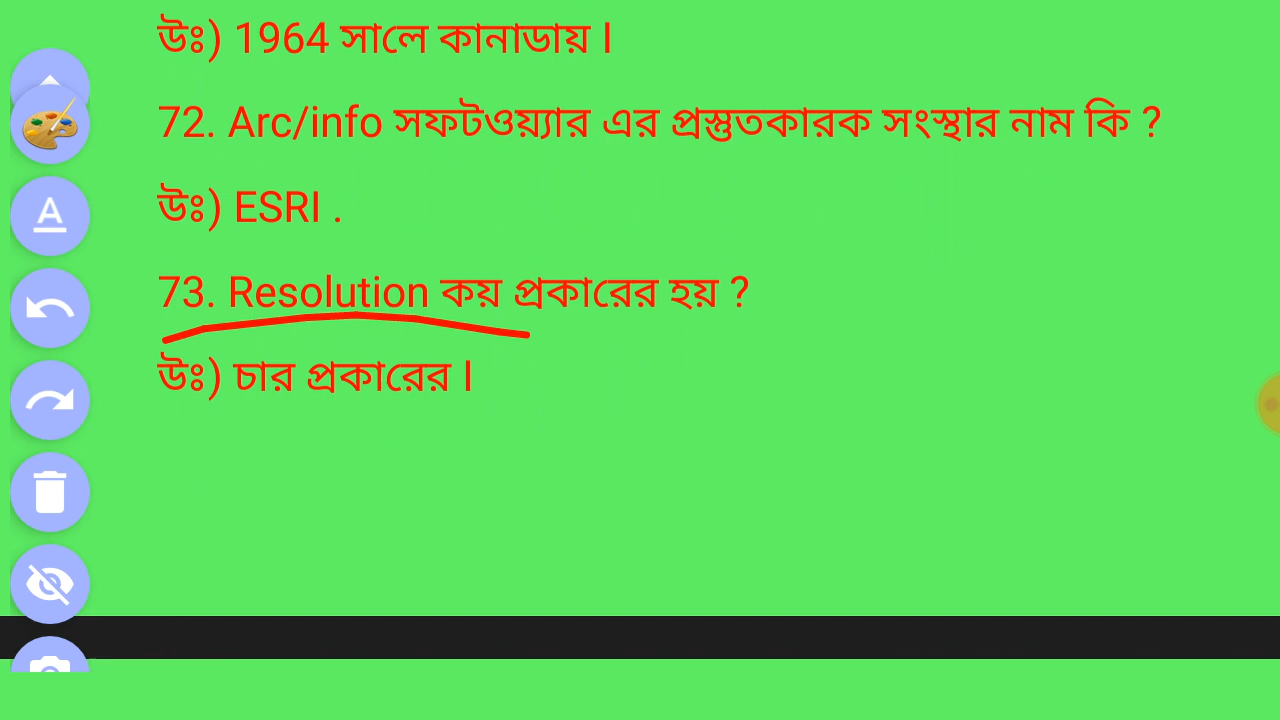 উঃ) 1964 সালে কানাডায় l
72. Arc/info সফটওয়্যার এর প্রস্তুতকারক সংস্থার নাম কি ?
উঃ) ESRI .
73. Resolution কয় প্রকারের হয় ?
উঃ) চার প্রকারের l